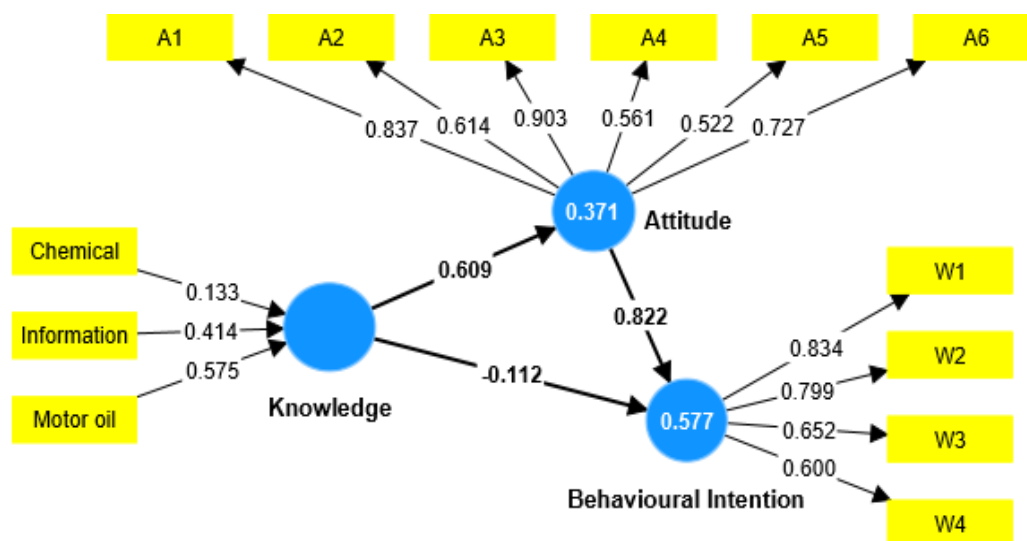 A1 A2 A3 A4 A5 A6
0.837 0.614 0.903 0.561 0.522 0.727
0.371
Attitude
Chemical
Information
Motor oil
0.133
0.414
0.575
Knowledge
0.609
0.822
-0.112
0.577
Behavioural Intention
0.834
0.799
0.652
0.600
W1
W2
W3
W4